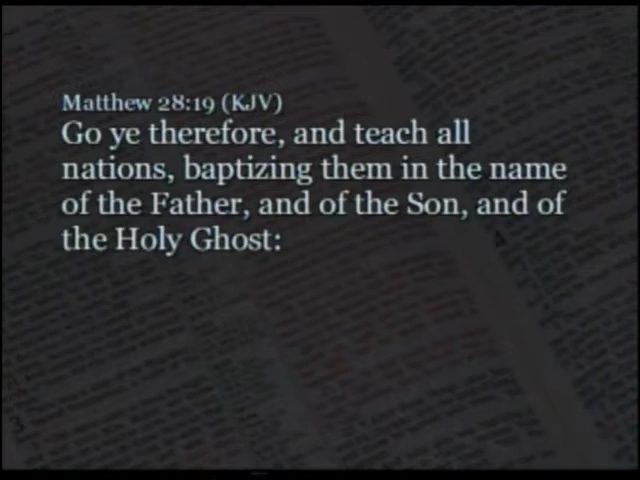 Matthew 28:19 (KJV)
Go ye therefore, and teach all
nations, baptizing them in the name
of the Father, and of the Son, and of
the Holy Ghost: